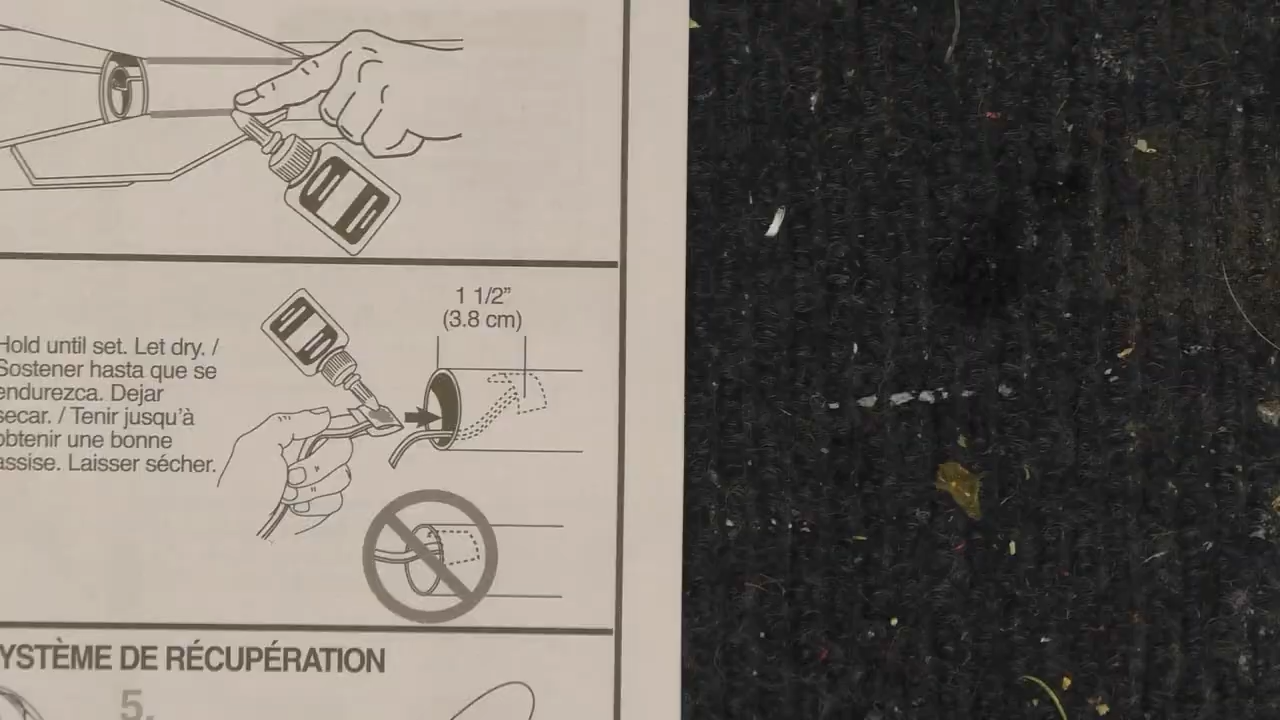 1 1/2”
(3.8 cm)
Hold until set. Let dry. /
Sostener hasta que se
endurezca. Dejar
secar. / Tenir jusqu’à
obtenir une bonne
assise. Laisser sécher.
YSTÈME DE RÉCUPÉRATION
5.